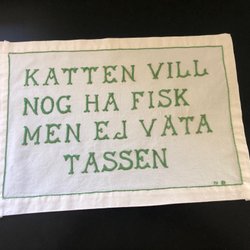 KATTEN VILL
NOG HA FISK
MEN EJ VÄTA
TASSEN